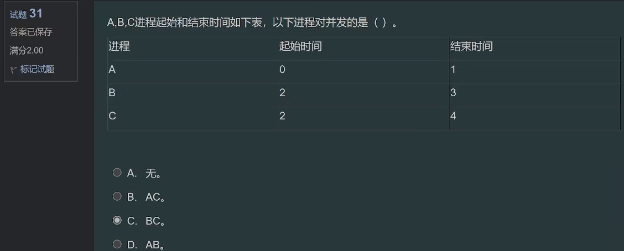 试题 31
答案已保存
满分2.00
标记试题
A,B,C进程起始和结束时间如下表，以下进程对并发的是（ ）。
进程 起始时间 结束时间
A 0 1
B 2 3
C 2 4
A. 无。
B. AC。
C. BC。
D. AB。